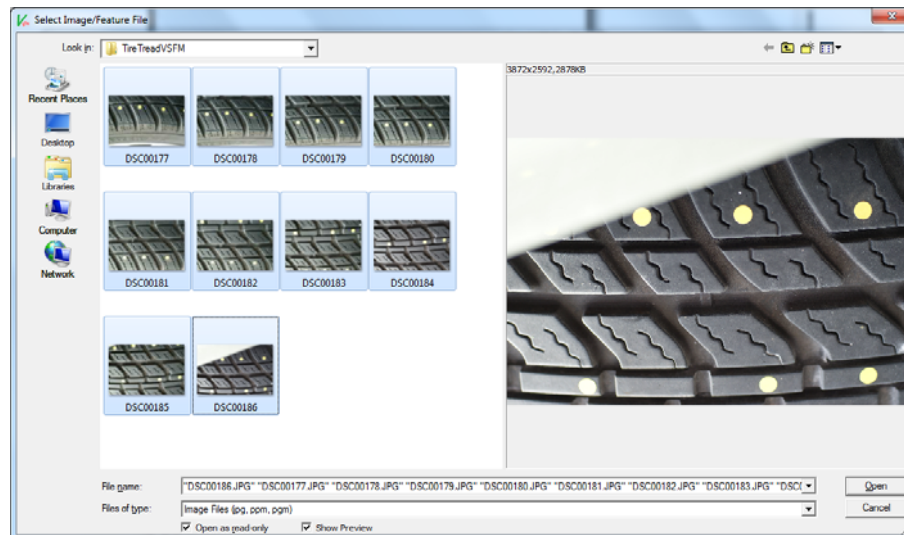 Select Image/Feature File
Look in: TireTreadVSFM
3872x2592,2878KB
Recent Places
Desktop
Libraries
Computer
Network
DSC00177 DSC00178 DSC00179 DSC00180
DSC00181 DSC00182 DSC00183 DSC00184
DSC00185 DSC00186
File name: "DSC00186.JPG" "DSC00177.JPG" "DSC00178.JPG" "DSC00179.JPG" "DSC00180.JPG" "DSC00181.JPG" "DSC00182.JPG" "DSC00183.JPG" "DSC( Open
Files of type: Image Files (jpg, ppm, pgm) Cancel
Open as read-only Show Preview